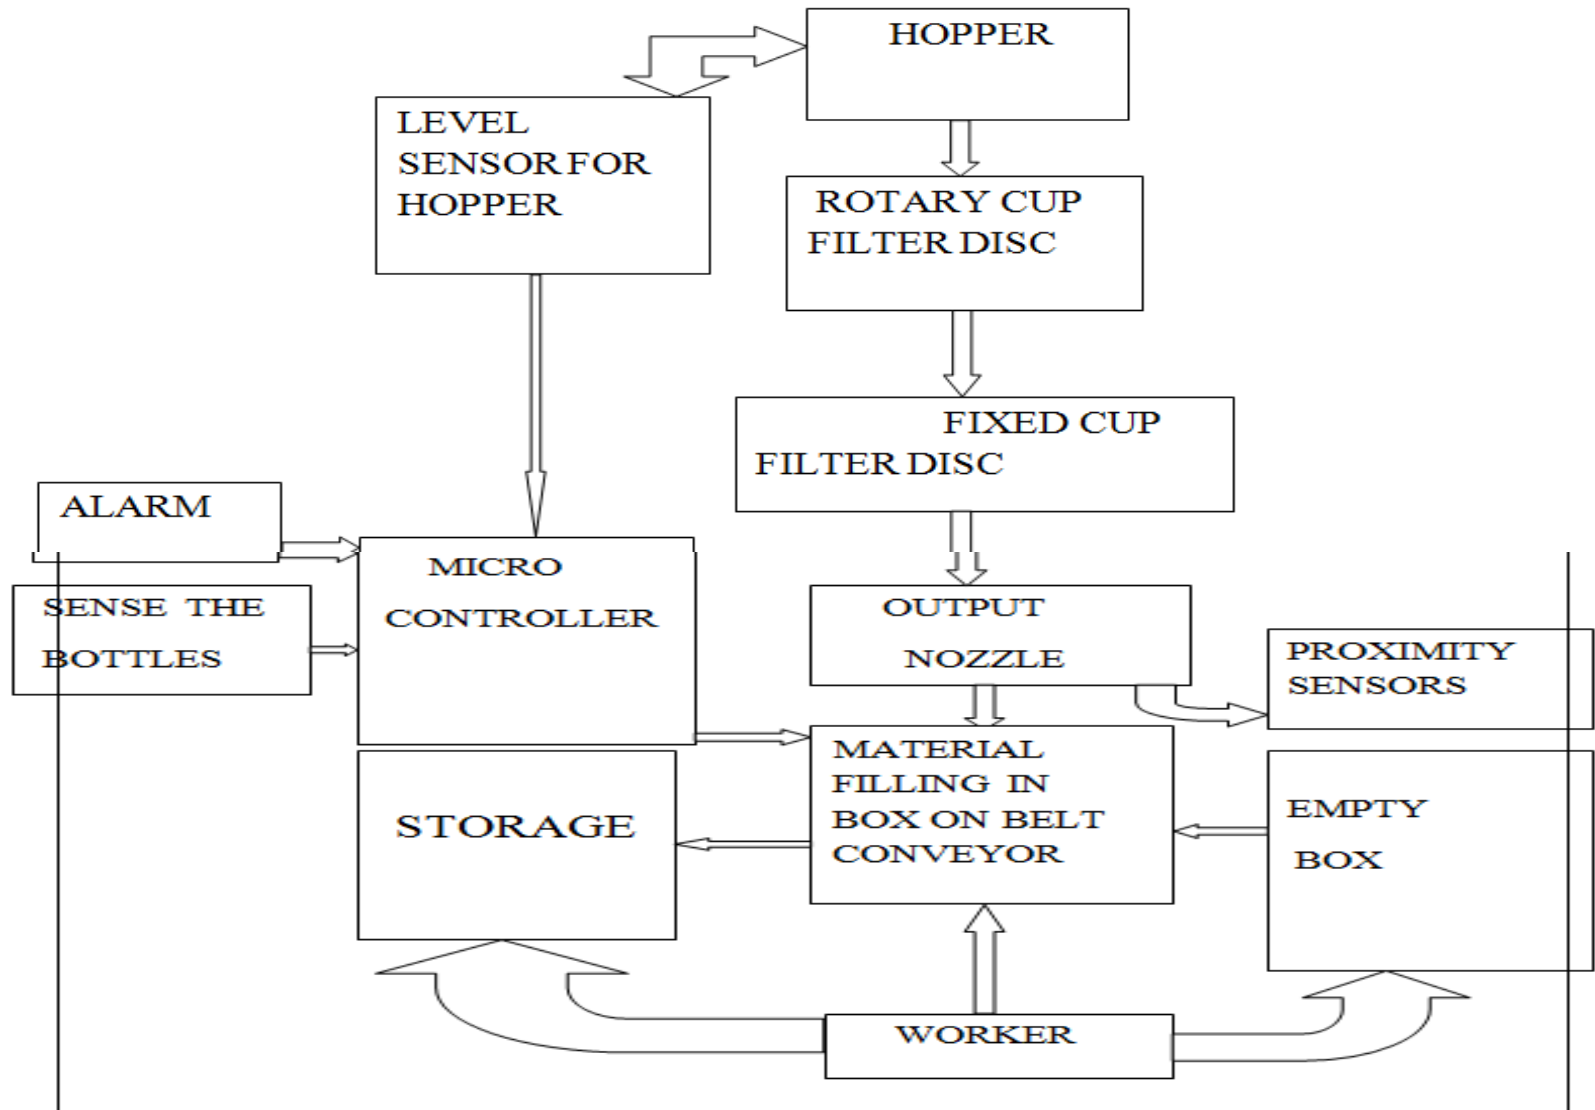 HOPPER
LEVEL
SENSOR FOR
HOPPER
ROTARY CUP
FILTER DISC
FIXED CUP
FILTER DISC
ALARM
MICRO
CONTROLLER
SENSE THE
BOTTLES
OUTPUT
NOZZLE
PROXIMITY
SENSORS
MATERIAL
FILLING IN
BOX ON BELT
CONVEYOR
STORAGE
EMPTY
BOX
WORKER